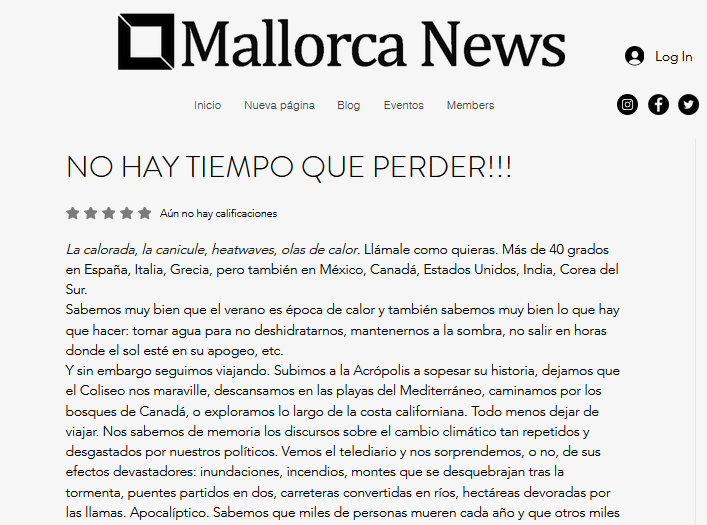 Mallorca News
Log In
Inicio Nueva página Blog Eventos Members
NO HAY TIEMPO QUE PERDER!!!
Aún no hay calificaciones
La calorada, la canicule, heatwaves, olas de calor. Llámale como quieras. Más de 40 grados
en España, Italia, Grecia, pero también en México, Canadá, Estados Unidos, India, Corea del
Sur.
Sabemos muy bien que el verano es época de calor y también sabemos muy bien lo que hay
que hacer: tomar agua para no deshidratarnos, mantenernos a la sombra, no salir en horas
donde el sol esté en su apogeo, etc.
Y sin embargo seguimos viajando. Subimos a la Acrópolis a sopesar su historia, dejamos que
el Coliseo nos maraville, descansamos en las playas del Mediterráneo, caminamos por los
bosques de Canadá, o exploramos lo largo de la costa californiana. Todo menos dejar de
viajar. Nos sabemos de memoria los discursos sobre el cambio climático tan repetidos y
desgastados por nuestros políticos. Vemos el telediario y nos sorprendemos, o no, de sus
efectos devastadores: inundaciones, incendios, montes que se desquebrajan tras la
tormenta, puentes partidos en dos, carreteras convertidas en ríos, hectáreas devoradas por
las llamas. Apocalíptico. Sabemos que miles de personas mueren cada año y que otros miles